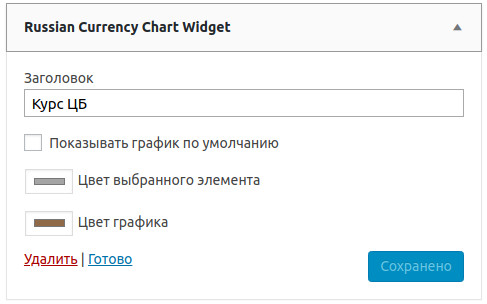 Russian Currency Chart Widget
Заголовок
Курс ЦБ
Показывать график по умолчанию
Цвет выбранного элемента
Цвет графика
Удалить | Готово
Сохранено